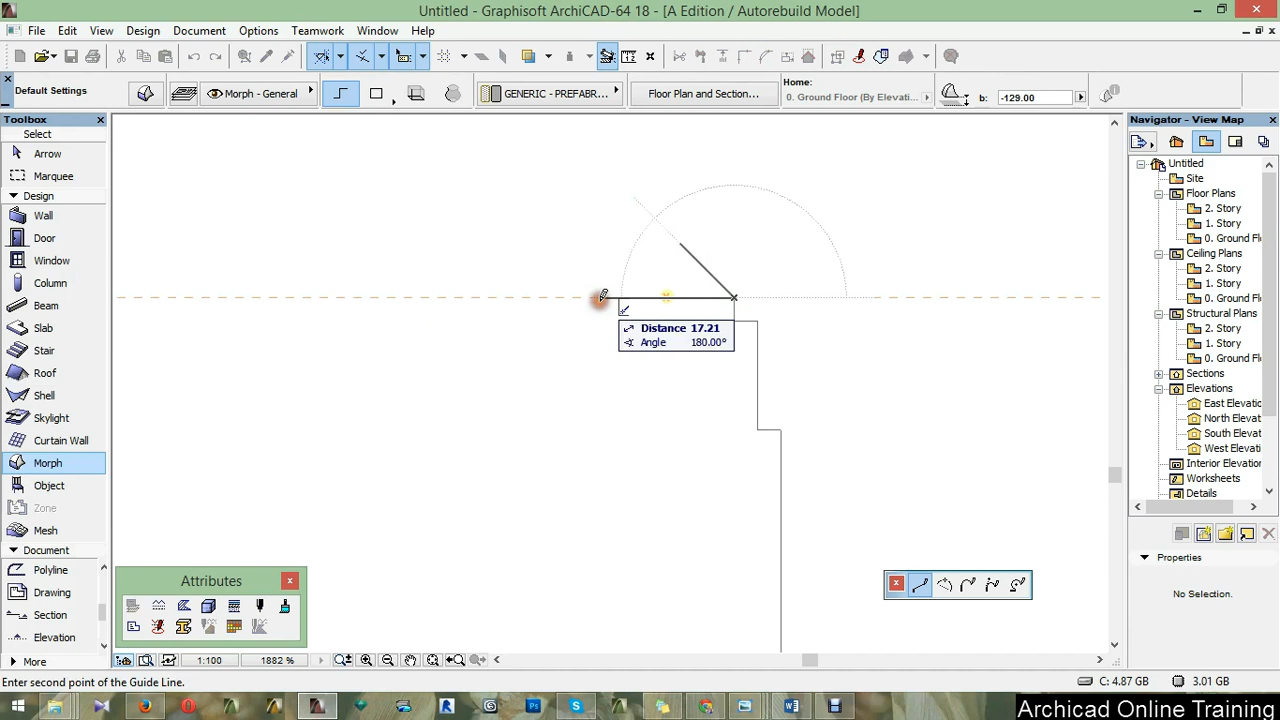 Untitled - Graphisoft ArchiCAD-64 18 - [A Edition / Autorebuild Model]
File Edit View Design Document Options Teamwork Window Help
Default Settings
Morph - General
GENERIC - PREFABR...
Floor Plan and Section...
Home:
0. Ground Floor (By Elevati...
b: -129.00
Toolbox
Select
Arrow
Marquee
Design
Wall
Door
Window
Column
Beam
Slab
Stair
Roof
Shell
Skylight
Curtain Wall
Morph
Object
Zone
Mesh
Document
Polyline
Drawing
Section
Elevation
More
Distance 17.21
Angle 180.00°
Attributes
Navigator - View Map
Untitled
Site
Floor Plans
2. Story
1. Story
0. Ground Fl
Ceiling Plans
2. Story
1. Story
0. Ground Fl
Structural Plans
2. Story
1. Story
0. Ground Fl
Sections
Elevations
East Elevatic
North Elevat
South Elevat
West Elevati
Interior Elevation
Worksheets
Details
Properties
No Selection.
1:100
1882 %
Enter second point of the Guide Line.
C: 4.87 GB
3.01 GB
Archicad Online Training